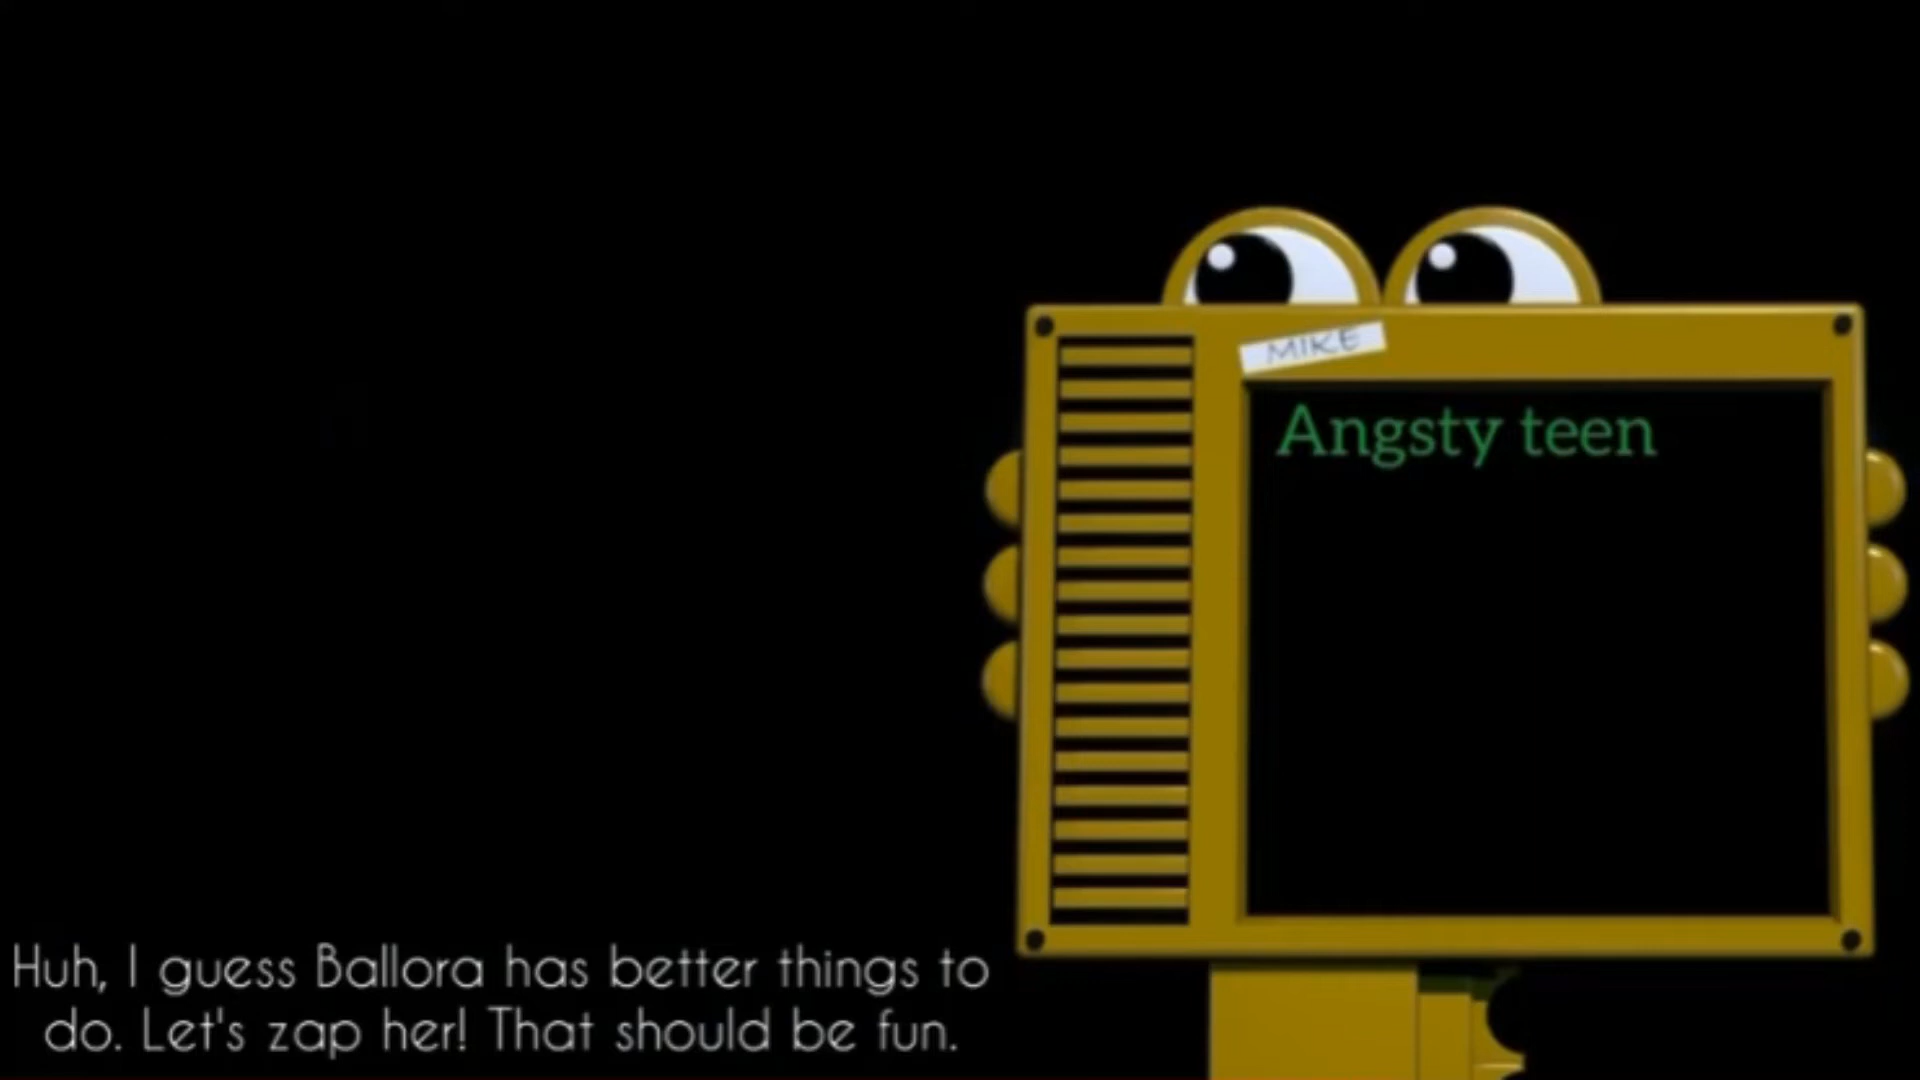 MIKE
Angsty teen
Huh, I guess Ballora has better things to
do. Let's zap her! That should be fun.